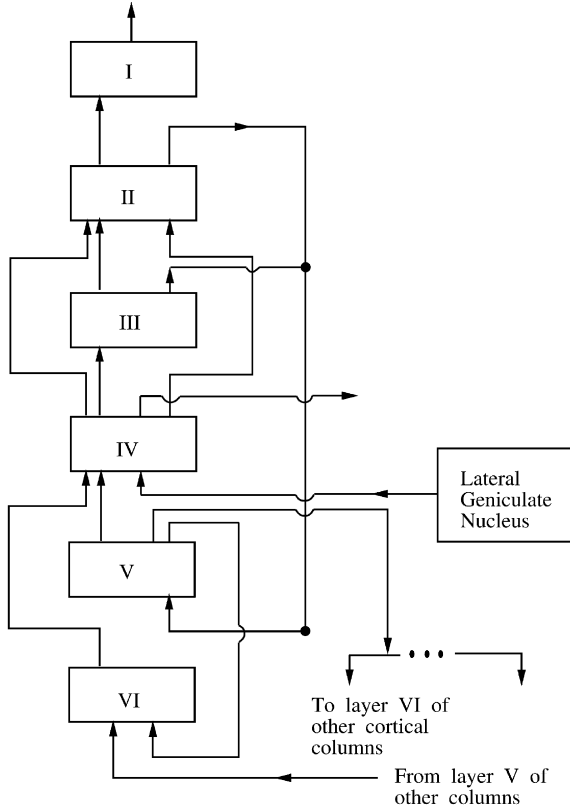 I
II
III
IV
Lateral
Geniculate
Nucleus
V
VI
To layer VI of
other cortical
columns
From layer V of
other columns